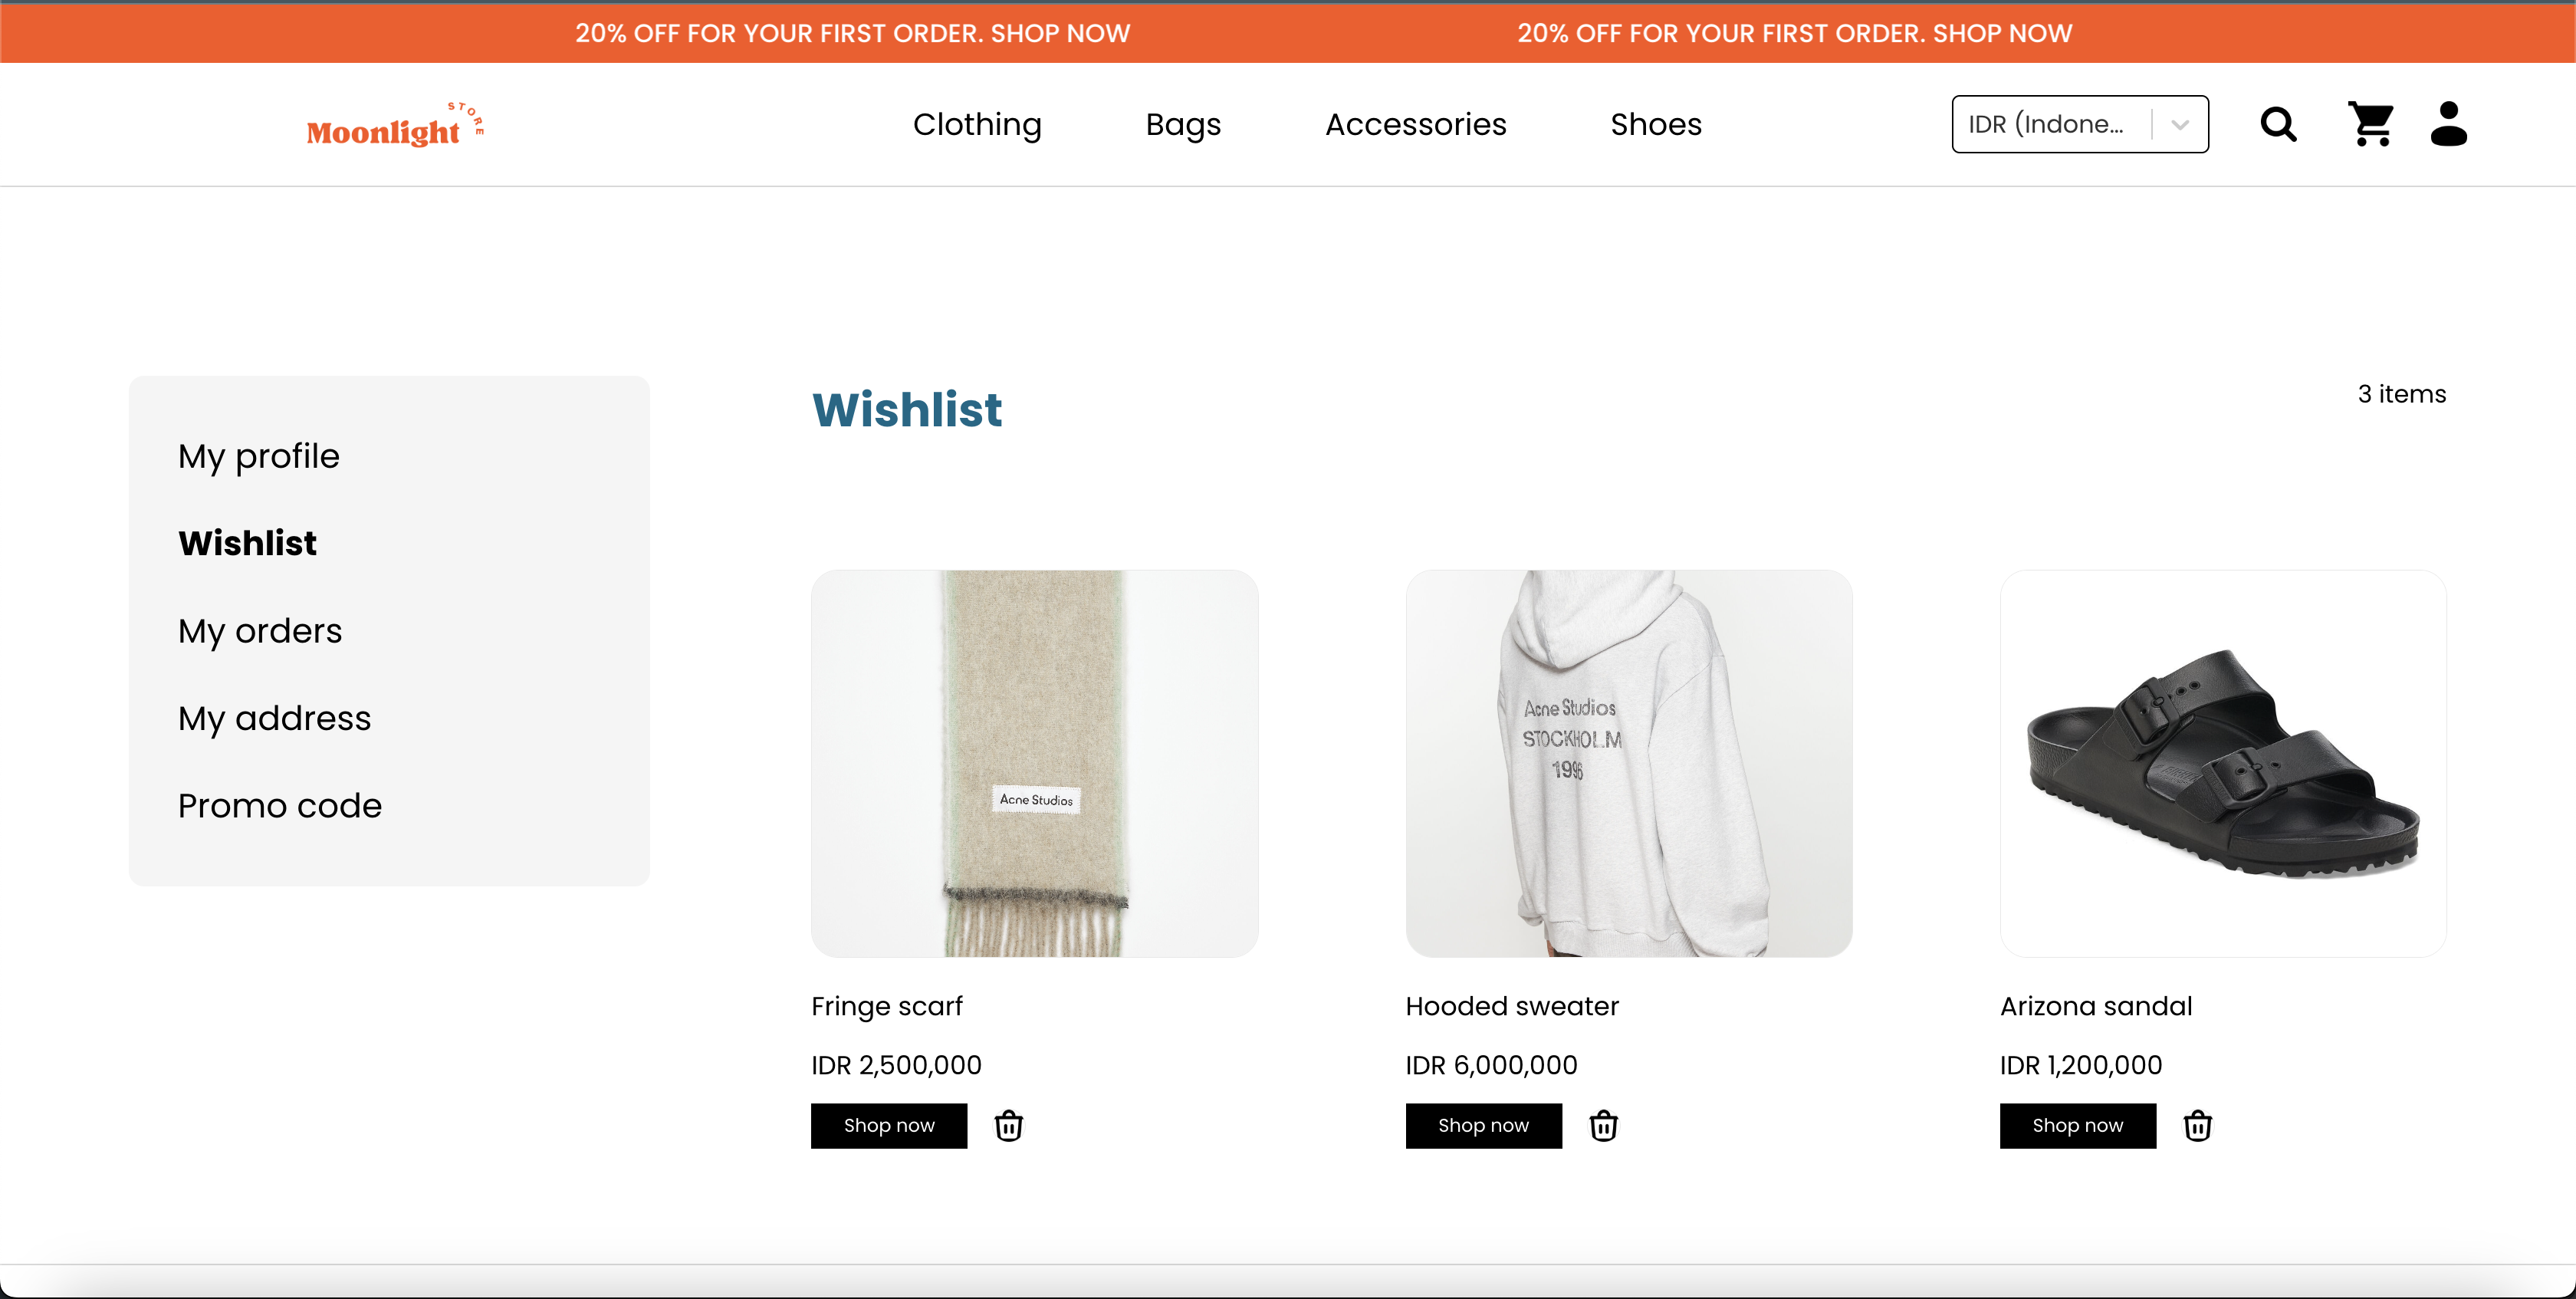 20% OFF FOR YOUR FIRST ORDER. SHOP NOW
20% OFF FOR YOUR FIRST ORDER. SHOP NOW
Moonlight STORE
Clothing
Bags
Accessories
Shoes
IDR (Indone...
My profile
Wishlist
My orders
My address
Promo code
Wishlist
3 items
Acne Studios
Acne Studios
STOCKHOLM
1996
Fringe scarf
IDR 2,500,000
Shop now
Hooded sweater
IDR 6,000,000
Shop now
Arizona sandal
IDR 1,200,000
Shop now